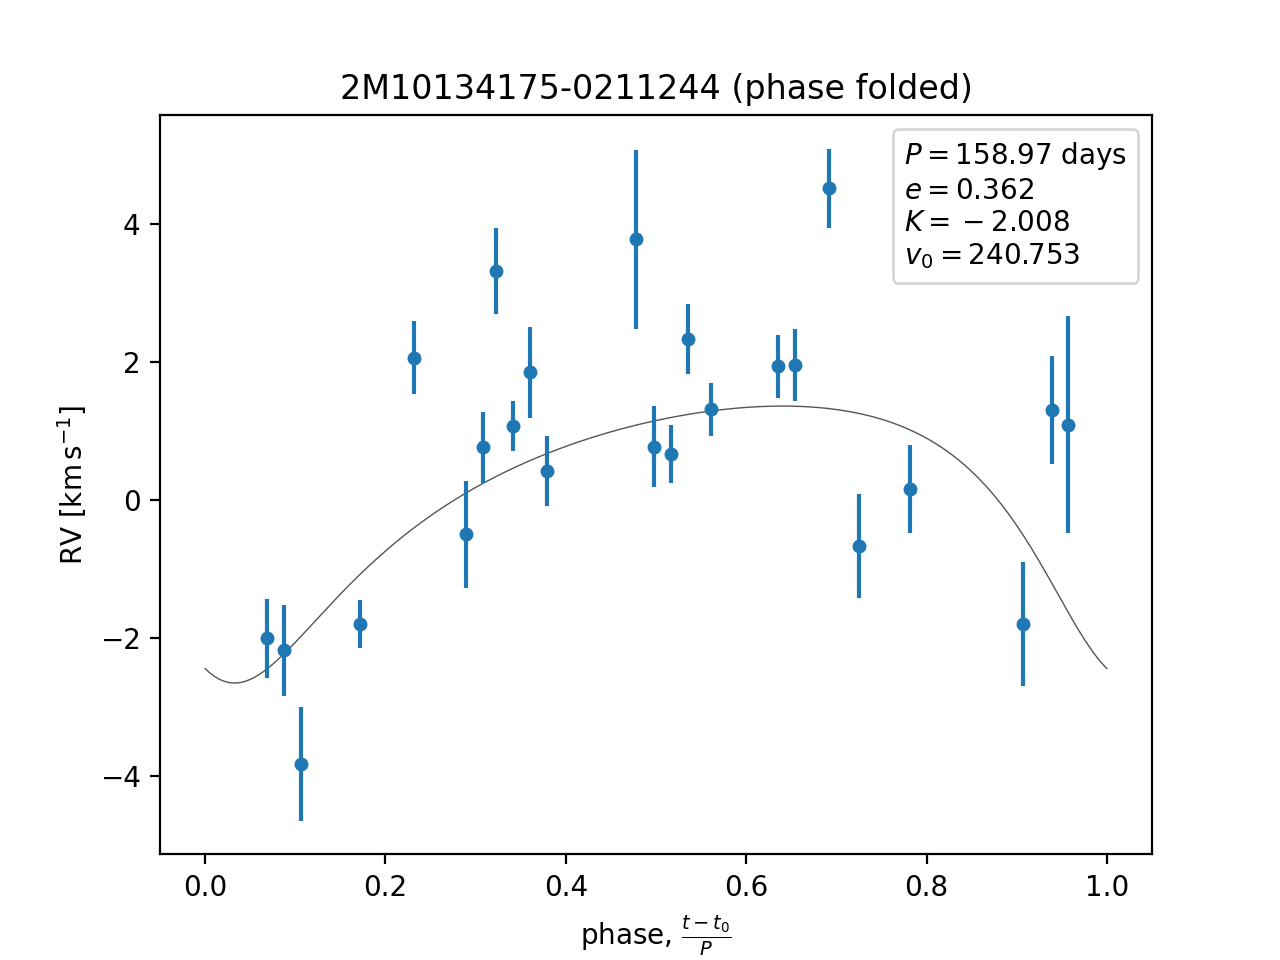 2M10134175-0211244 (phase folded)
P = 158.97 days
e = 0.362
K = −2.008
v₀ = 240.753
RV [km s⁻¹]
4
2
0
−2
−4
0.0 0.2 0.4 0.6 0.8 1.0
phase, (t − t₀)/P